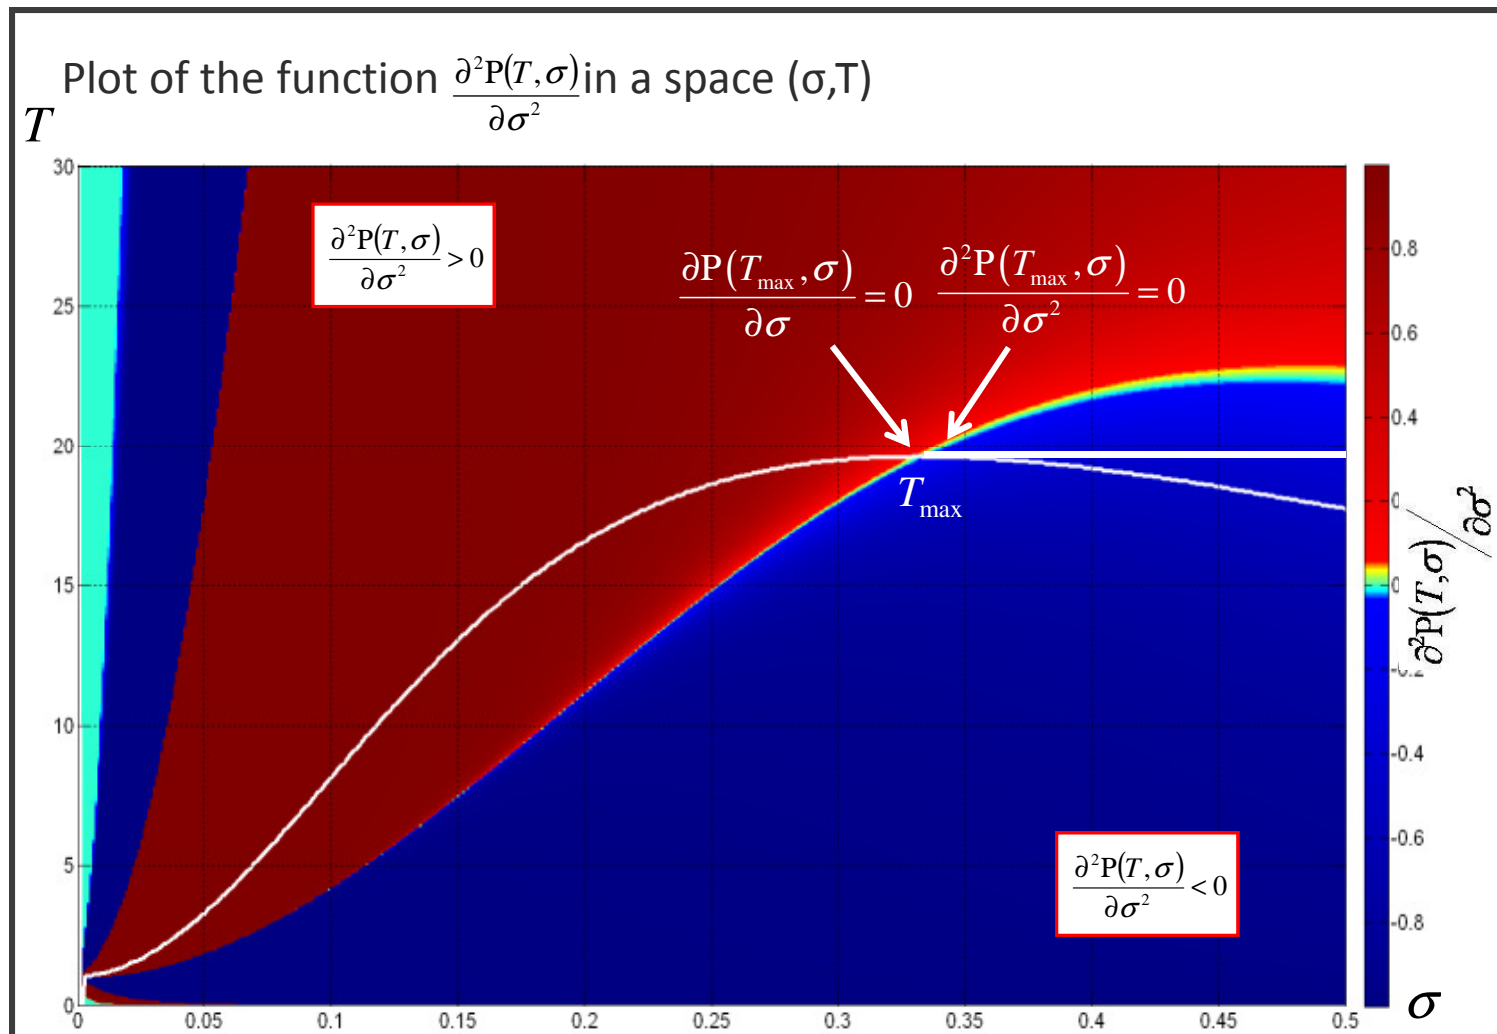 Plot of the function ∂²P(T,σ)/∂σ² in a space (σ,T)
T
30
25
20
15
10
5
0
0
0.05
0.1
0.15
0.2
0.25
0.3
0.35
0.4
0.45
0.5
∂²P(T,σ)/∂σ² > 0
∂P(T_max,σ)/∂σ = 0
∂²P(T_max,σ)/∂σ² = 0
T_max
∂²P(T,σ)/∂σ² < 0
0.8
0.6
0.4
-0.4
-0.6
-0.8
∂²P(T,σ)/∂σ²
σ